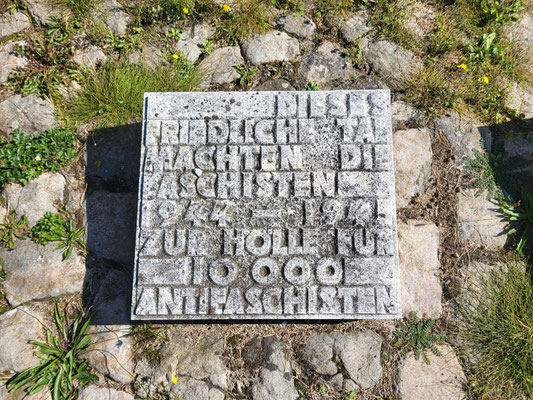 DIESES
FRIEDLICHE TAL
MACHTEN DIE
FASCHISTEN
1944 – 1945
ZUR HÖLLE FÜR
10 000
ANTIFASCHISTEN